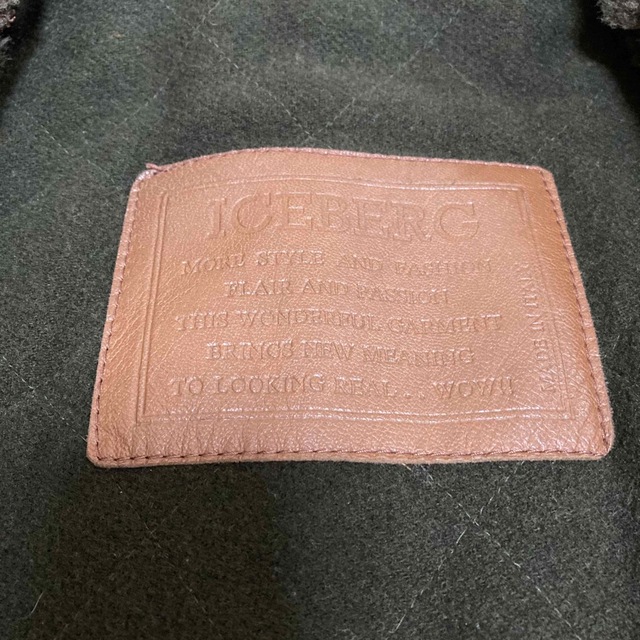 ICEBERG
MORE STYLE AND FASHION
FLAIR AND PASSION
THIS WONDERFUL GARMENT
BRINGS NEW MEANING
TO LOOKING REAL . . . WOW!!
MADE IN ITALY